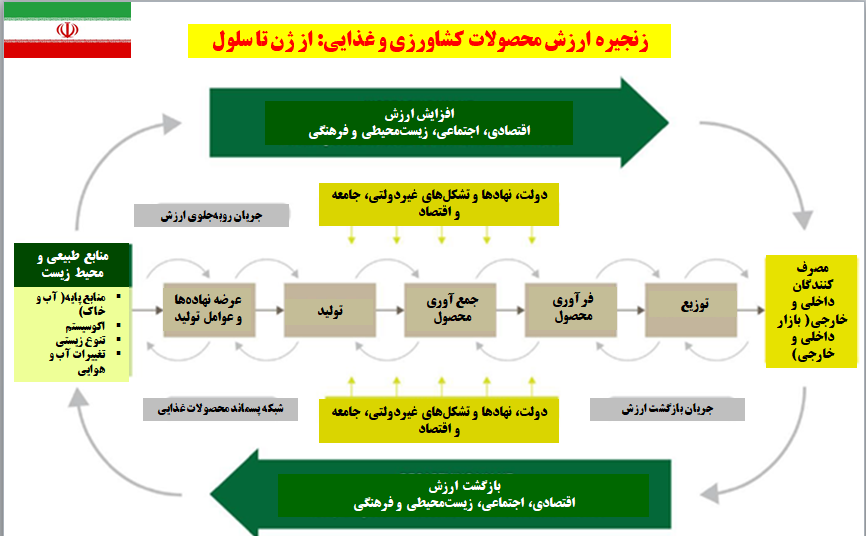 زنجیره ارزش محصولات کشاورزی و غذایی: از ژن تا سلول
افزایش ارزش
اقتصادی، اجتماعی، زیست‌محیطی و فرهنگی
جریان روبه‌جلوی ارزش
دولت، نهادها و تشکل‌های غیردولتی، جامعه
و اقتصاد
منابع طبیعی و
محیط زیست
▪ منابع پایه( آب و
خاک)
▪ اکوسیستم
▪ تنوع زیستی
▪ تغییرات آب و
هوایی
عرضه نهاده‌ها
و عوامل تولید
تولید
جمع‌آوری
محصول
فرآوری
محصول
توزیع
مصرف
کنندگان
داخلی و
خارجی( بازار
داخلی و
خارجی)
شبکه پسماند محصولات غذایی
دولت، نهادها و تشکل‌های غیردولتی، جامعه
و اقتصاد
جریان بازگشت ارزش
بازگشت ارزش
اقتصادی، اجتماعی، زیست‌محیطی و فرهنگی